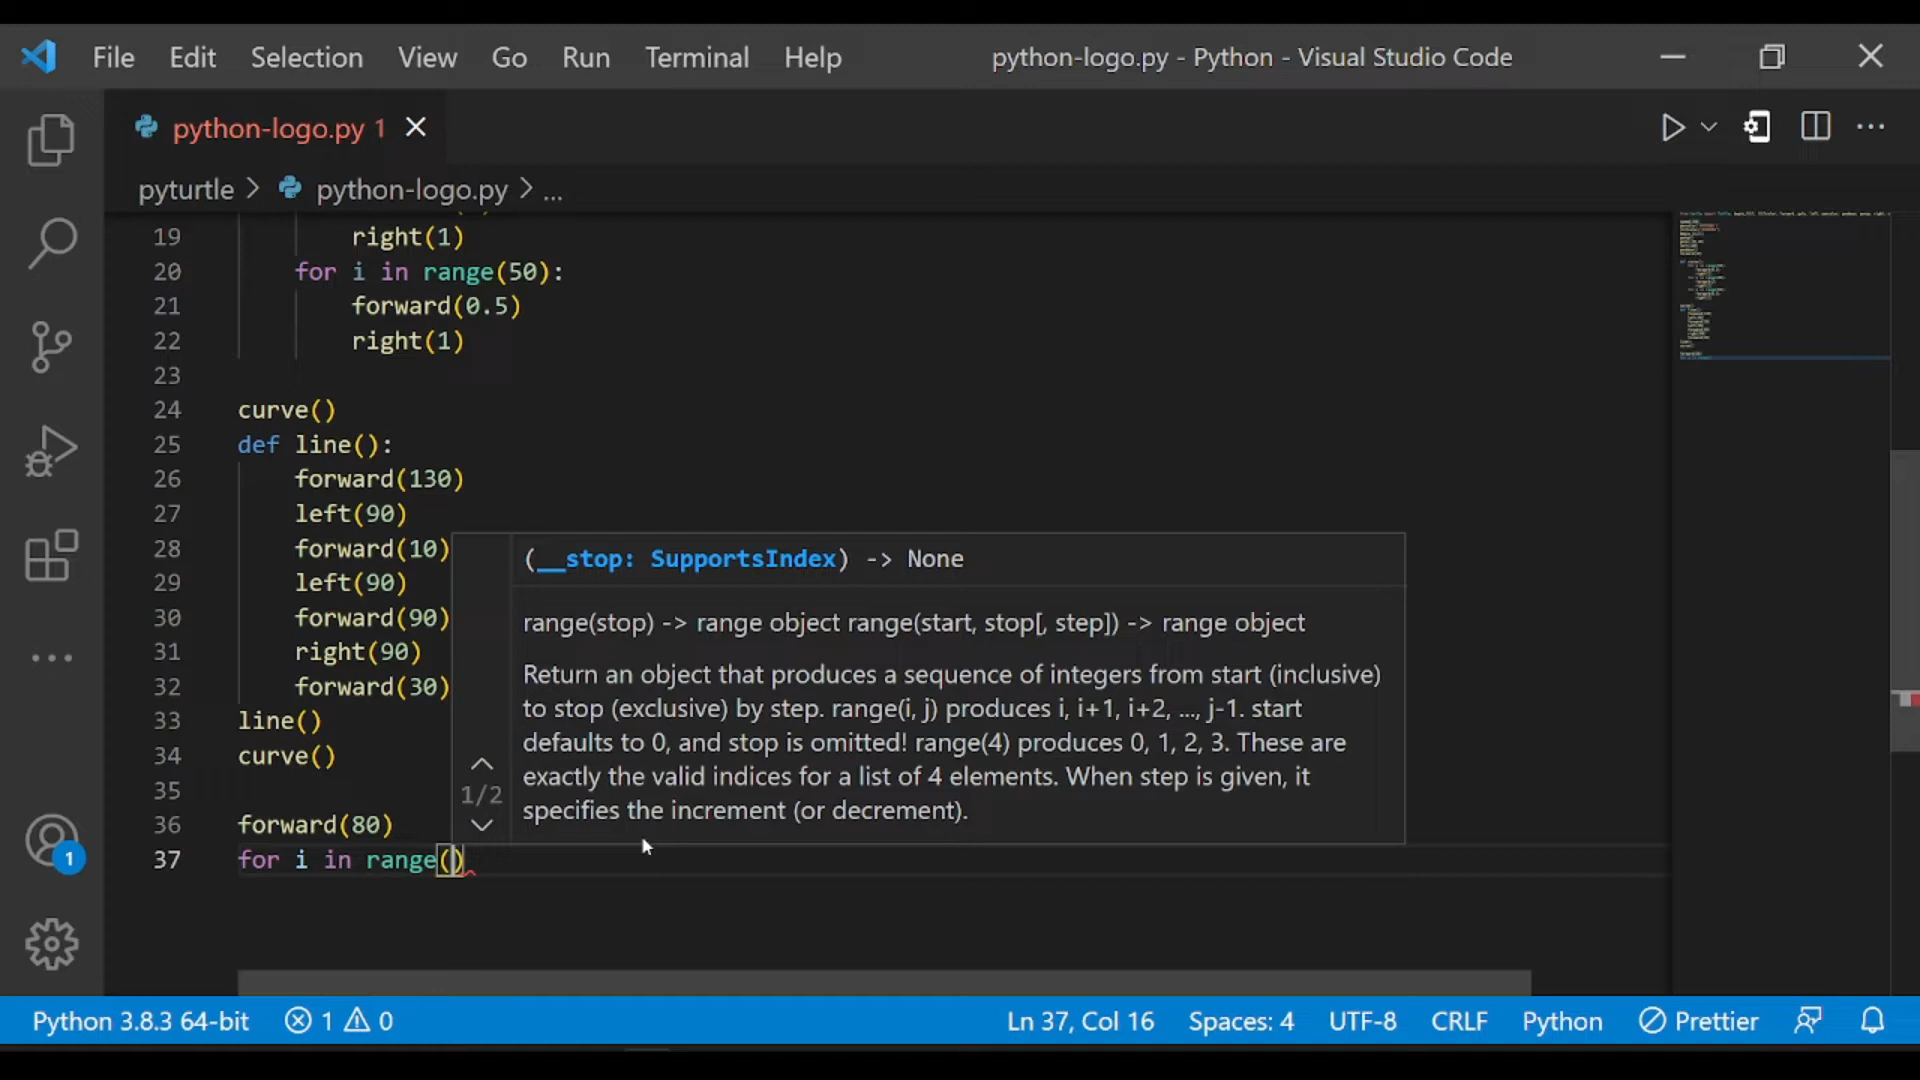 File Edit Selection View Go Run Terminal Help python-logo.py - Python - Visual Studio Code
python-logo.py 1
pyturtle > python-logo.py > ...
19 right(1)
20 for i in range(50):
21 forward(0.5)
22 right(1)
23
24 curve()
25 def line():
26 forward(130)
27 left(90)
28 forward(10)
29 left(90)
30 forward(90)
31 right(90)
32 forward(30)
33 line()
34 curve()
35
36 forward(80)
37 for i in range()
(__stop: SupportsIndex) -> None
range(stop) -> range object range(start, stop[, step]) -> range object
Return an object that produces a sequence of integers from start (inclusive)
to stop (exclusive) by step. range(i, j) produces i, i+1, i+2, ..., j-1. start
defaults to 0, and stop is omitted! range(4) produces 0, 1, 2, 3. These are
exactly the valid indices for a list of 4 elements. When step is given, it
specifies the increment (or decrement).
1/2
1
Python 3.8.3 64-bit 1 0 Ln 37, Col 16 Spaces: 4 UTF-8 CRLF Python Prettier